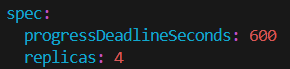 spec:
  progressDeadlineSeconds: 600
  replicas: 4